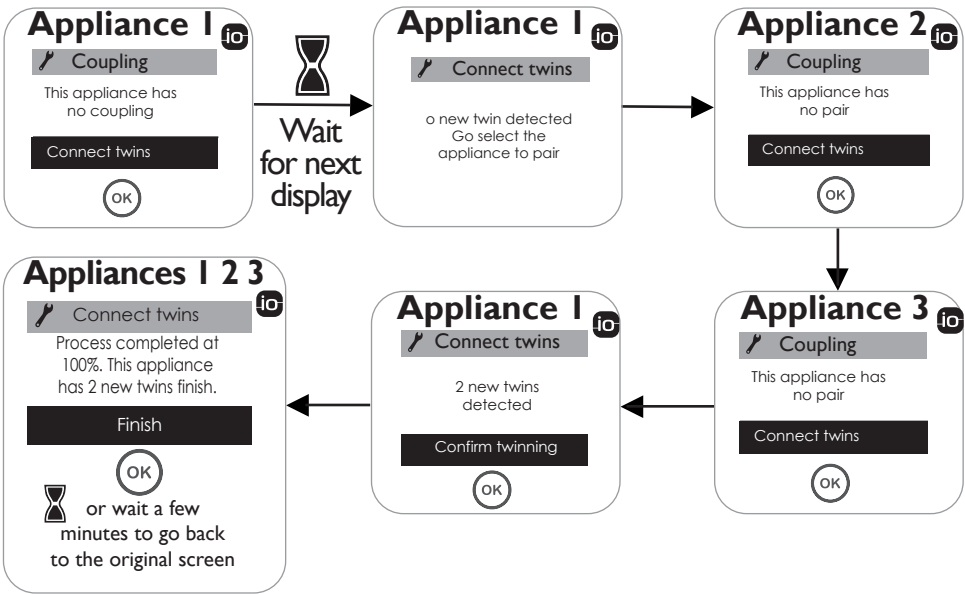 Appliance 1
io
Coupling
This appliance has
no coupling
Connect twins
OK
Wait
for next
display
Appliance 1
io
Connect twins
o new twin detected
Go select the
appliance to pair
Appliance 2
io
Coupling
This appliance has
no pair
Connect twins
OK
Appliance 3
io
Coupling
This appliance has
no pair
Connect twins
OK
Appliance 1
io
Connect twins
2 new twins
detected
Confirm twinning
OK
Appliances 1 2 3
io
Connect twins
Process completed at
100%. This appliance
has 2 new twins finish.
Finish
OK
or wait a few
minutes to go back
to the original screen